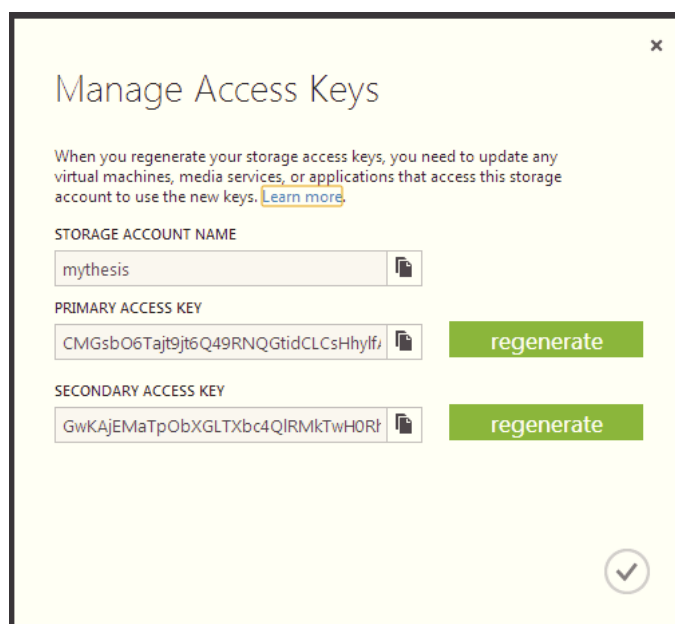 Manage Access Keys
When you regenerate your storage access keys, you need to update any
virtual machines, media services, or applications that access this storage
account to use the new keys. Learn more.
STORAGE ACCOUNT NAME
mythesis
PRIMARY ACCESS KEY
regenerate
SECONDARY ACCESS KEY
regenerate